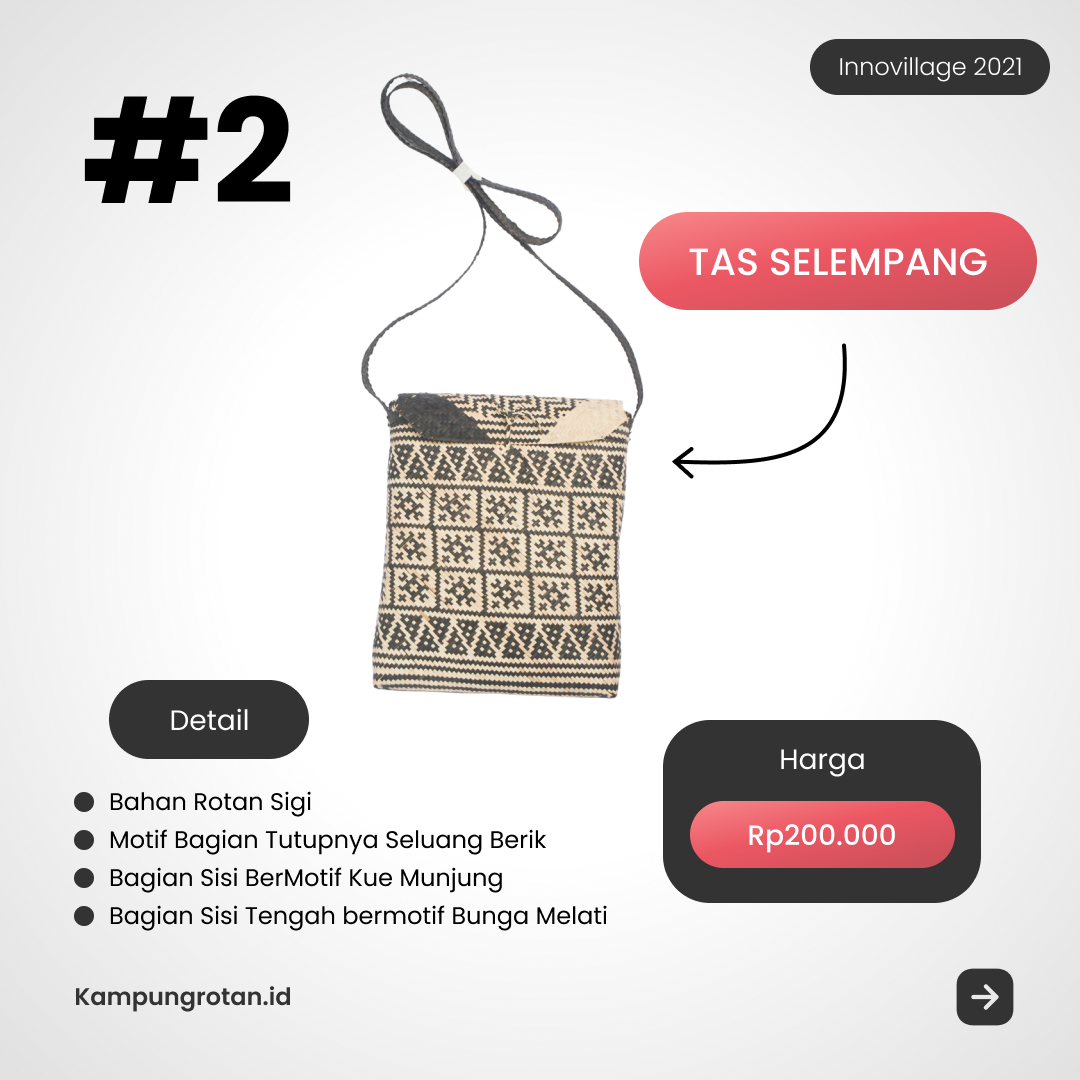 Innovillage 2021
#2
TAS SELEMPANG
Detail
Bahan Rotan Sigi
Motif Bagian Tutupnya Seluang Berik
Bagian Sisi BerMotif Kue Munjung
Bagian Sisi Tengah bermotif Bunga Melati
Harga
Rp200.000
Kampungrotan.id